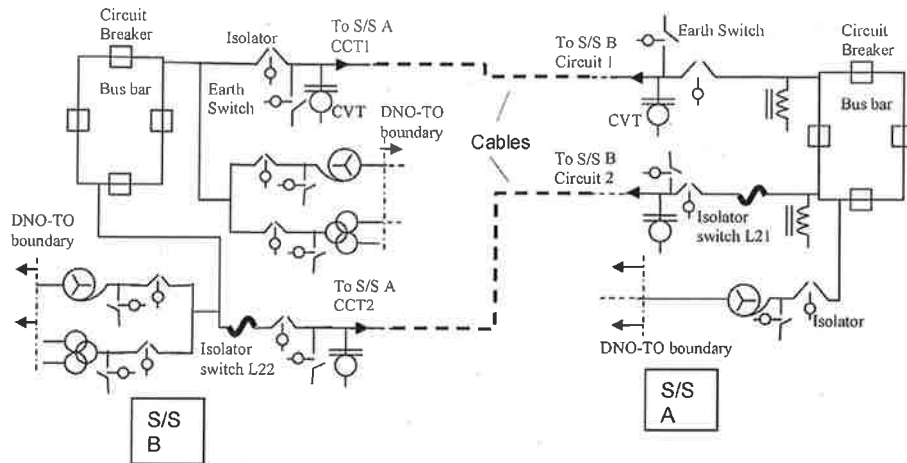 Circuit
Breaker
Bus bar
Isolator
Earth
Switch
To S/S A
CCT1
CVT
DNO-TO
boundary
Cables
To S/S B
Circuit 1
Earth Switch
Circuit
Breaker
Bus bar
CVT
To S/S B
Circuit 2
Isolator
switch L21
DNO-TO
boundary
Isolator
switch L22
To S/S A
CCT2
Isolator
DNO-TO boundary
S/S
B
S/S
A